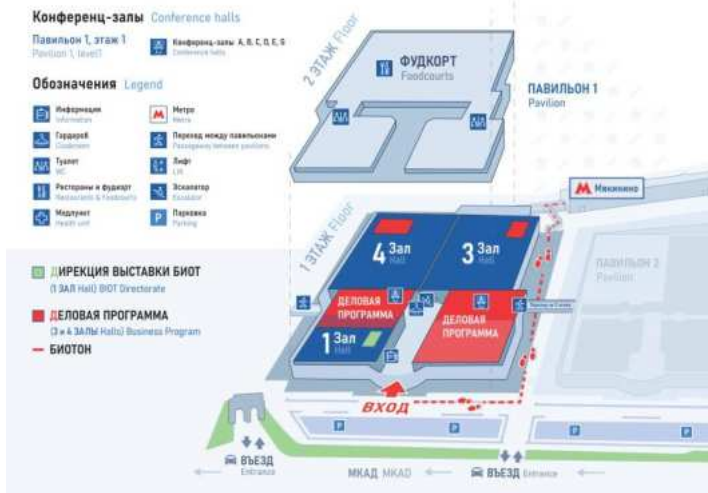 Конференц-залы Conference halls
Павильон 1, этаж 1
Pavilion 1, level1
Конференц-залы A, B, C, D, E, G
Conference halls
Обозначения Legend
Информация
Information
Метро
Metro
Гардероб
Cloakroom
Переход между павильонами
Passageway between pavilions
Туалет
WC
Лифт
Lift
Рестораны и фудкорт
Restaurants & Foodcourts
Эскалатор
Escalator
Медпункт
Health unit
P
Парковка
Parking
ДИРЕКЦИЯ ВЫСТАВКИ БИОТ
(1 ЗАЛ Hall) BIOT Directorate
ДЕЛОВАЯ ПРОГРАММА
(3 и 4 ЗАЛЫ Halls) Business Program
БИОТОН
2 ЭТАЖ Floor
ФУДКОРТ
Foodcourts
ПАВИЛЬОН 1
Pavilion
М Мякинино
1 ЭТАЖ Floor
4 Зал
Hall
3 Зал
Hall
ПАВИЛЬОН 2
Pavilion
ДЕЛОВАЯ
ПРОГРАММА
ДЕЛОВАЯ
ПРОГРАММА
1 Зал
Hall
ВХОД
P
P
P
P
ВЪЕЗД
Entrance
МКАД MKAD
ВЪЕЗД Entrance